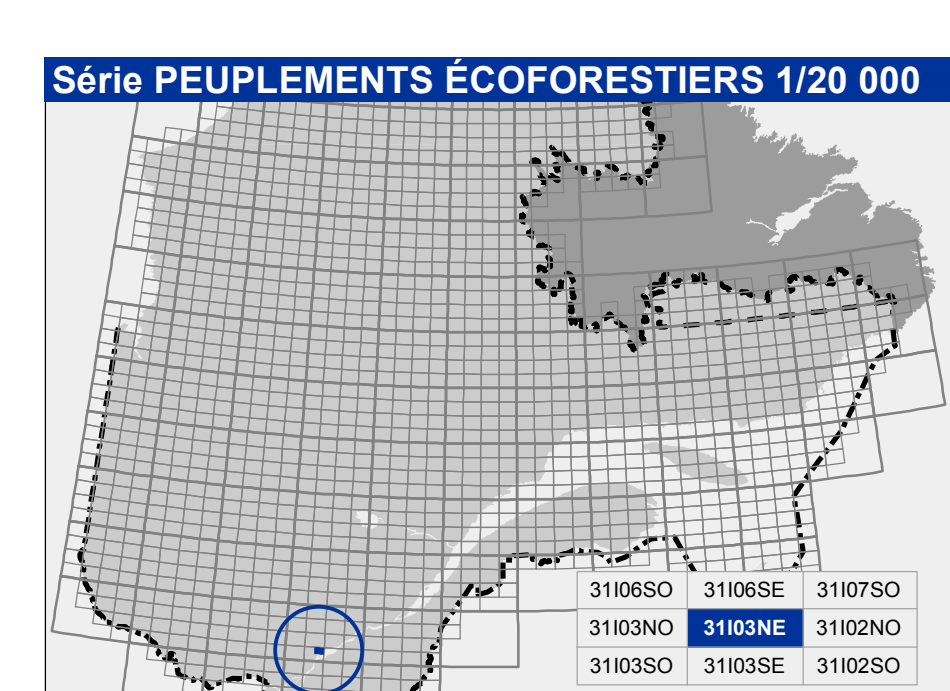 Série PEUPLEMENTS ÉCOFORESTIERS 1/20 000
31I06SO 31I06SE 31I07SO
31I03NO 31I03NE 31I02NO
31I03SO 31I03SE 31I02SO